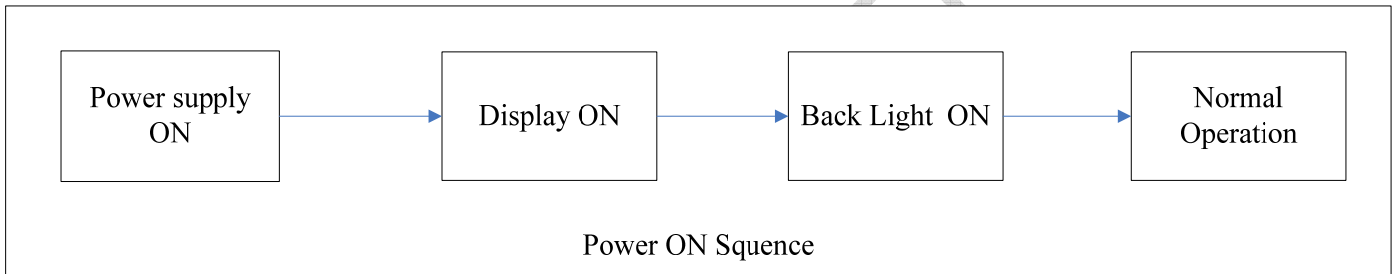 Power supply
ON
Display ON
Back Light ON
Normal
Operation
Power ON Squence